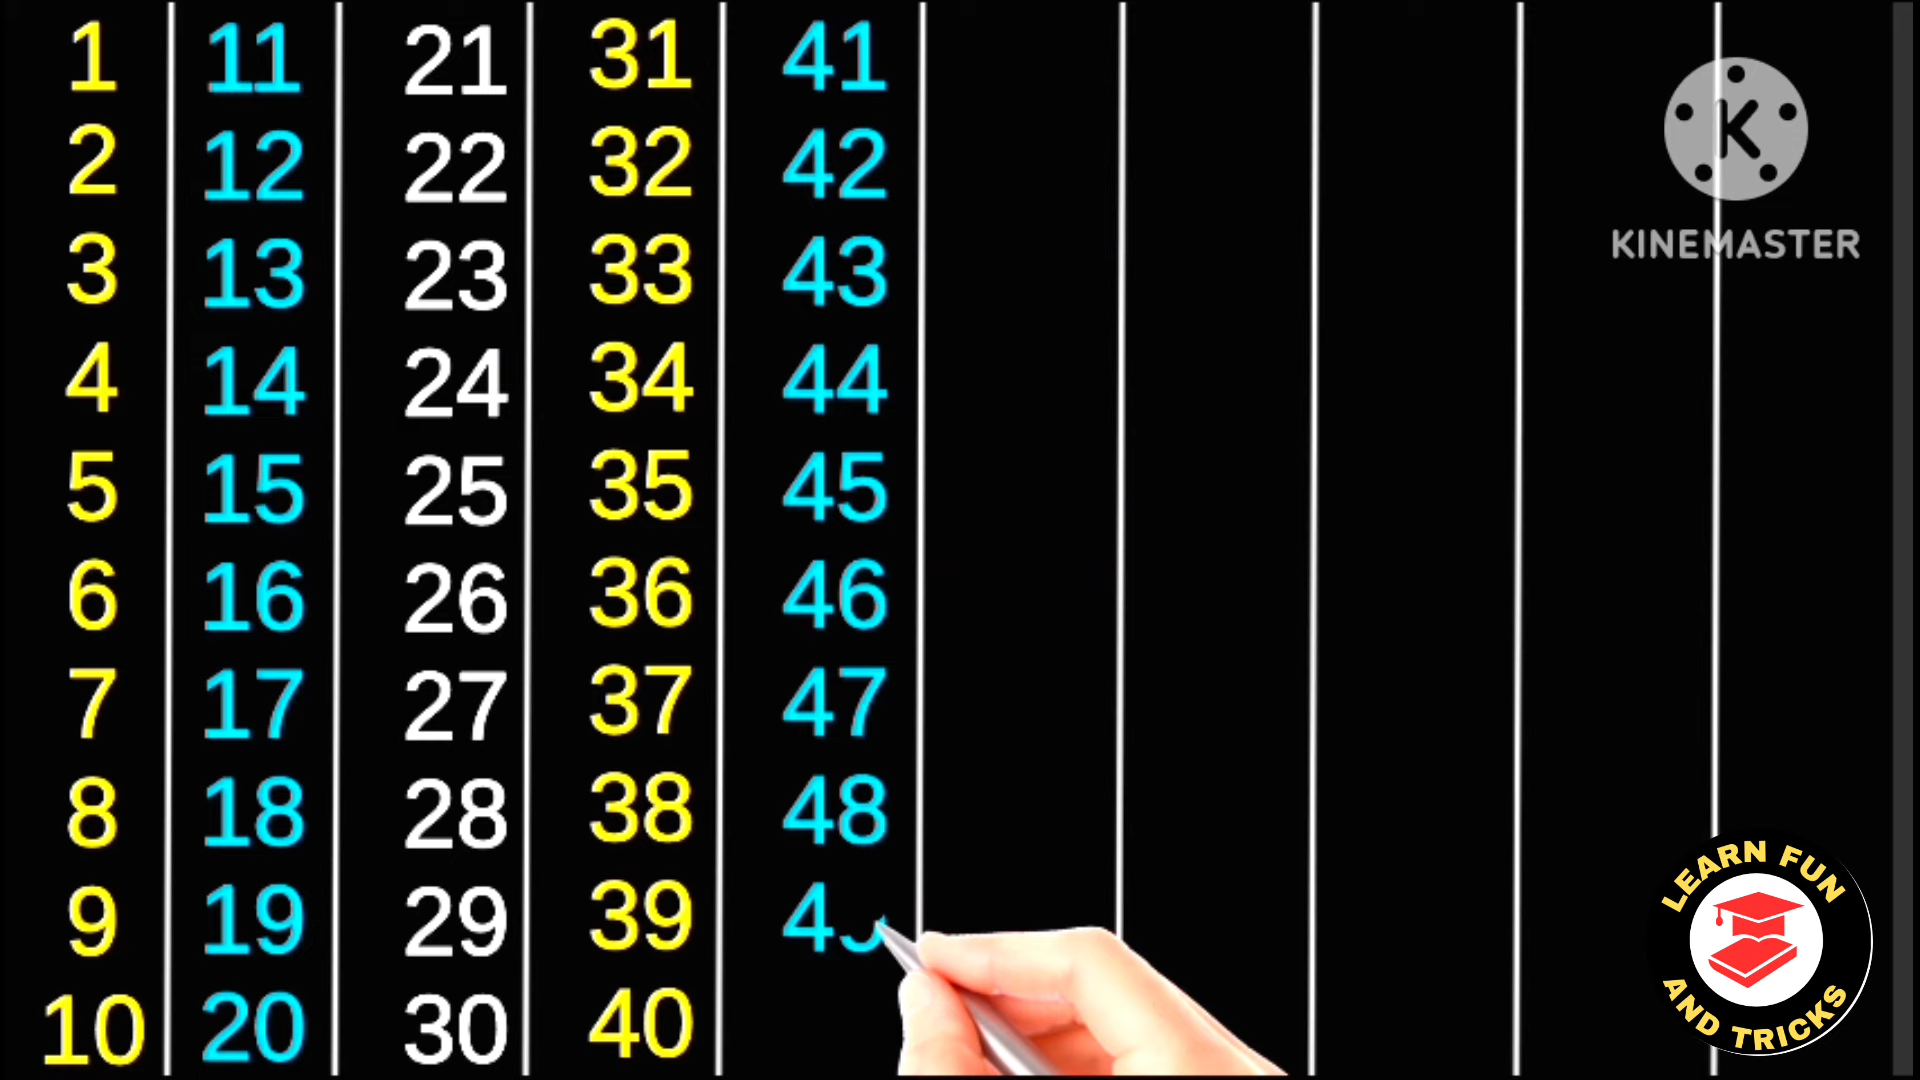 1 11 21 31 41
2 12 22 32 42
3 13 23 33 43
4 14 24 34 44
5 15 25 35 45
6 16 26 36 46
7 17 27 37 47
8 18 28 38 48
9 19 29 39
10 20 30 40
K
KINEMASTER
LEARN FUN
AND TRICKS